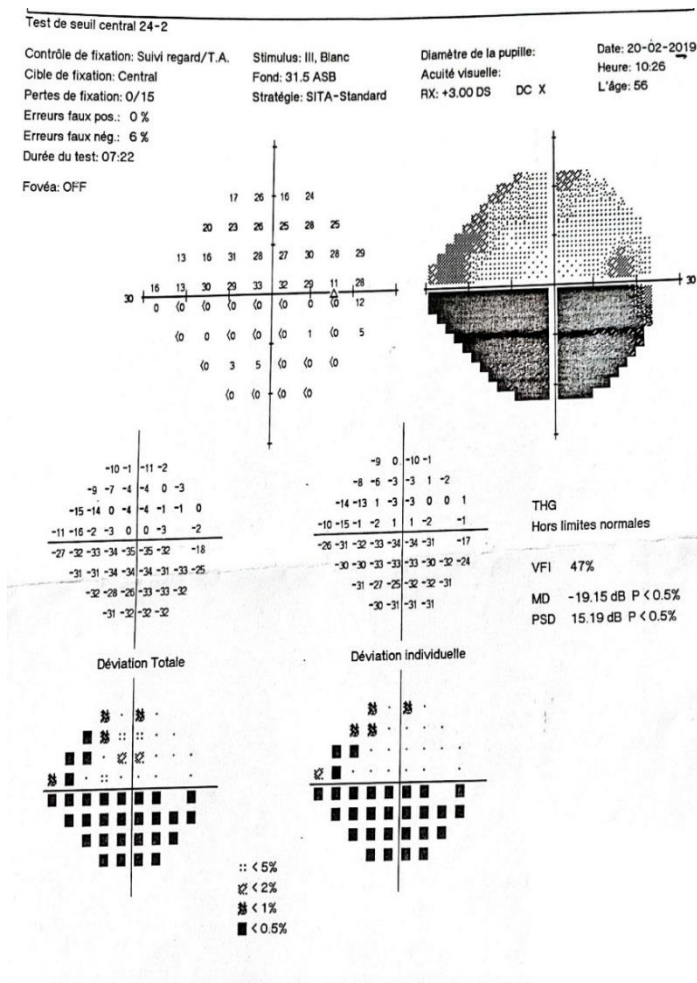 Test de seuil central 24-2
Contrôle de fixation: Suivi regard/T.A. Stimulus: III, Blanc Diamètre de la pupille: Date: 20-02-2019
Cible de fixation: Central Fond: 31.5 ASB Acuité visuelle: Heure: 10:26
Pertes de fixation: 0/15 Stratégie: SITA-Standard RX: +3.00 DS DC X L'âge: 56
Erreurs faux pos.: 0 %
Erreurs faux nég.: 6 %
Durée du test: 07:22
Fovéa: OFF
17 26 16 24
20 23 26 25 28 25
13 16 31 28 27 30 28 29
30 16 13 30 29 33 32 29 11 28 30
0 <0 <0 <0 <0 <0 0 <0 12
<0 0 <0 <0 <0 1 <0 5
<0 3 5 <0 <0 <0
<0 <0 <0 <0
-10 -1 -11 -2
-9 -7 -4 -4 0 -3
-15 -14 0 -4 -4 -1 -1 0
-11 -16 -2 -3 0 0 -3 -2
-27 -32 -33 -34 -35 -35 -32 -18
-31 -31 -34 -34 -34 -31 -33 -25
-32 -28 -26 -33 -33 -32
-31 -32 -32 -32
-9 0 -10 -1
-8 -6 -3 -3 1 -2
-14 -13 1 -3 -3 0 0 1
-10 -15 -1 -2 1 1 -2 -1
-26 -31 -32 -33 -34 -34 -31 -17
-30 -30 -33 -33 -33 -30 -32 -24
-31 -27 -25 -32 -32 -31
-30 -31 -31 -31
THG
Hors limites normales
VFI 47%
MD -19.15 dB P < 0.5%
PSD 15.19 dB P < 0.5%
Déviation Totale
Déviation individuelle
< 5%
< 2%
< 1%
< 0.5%